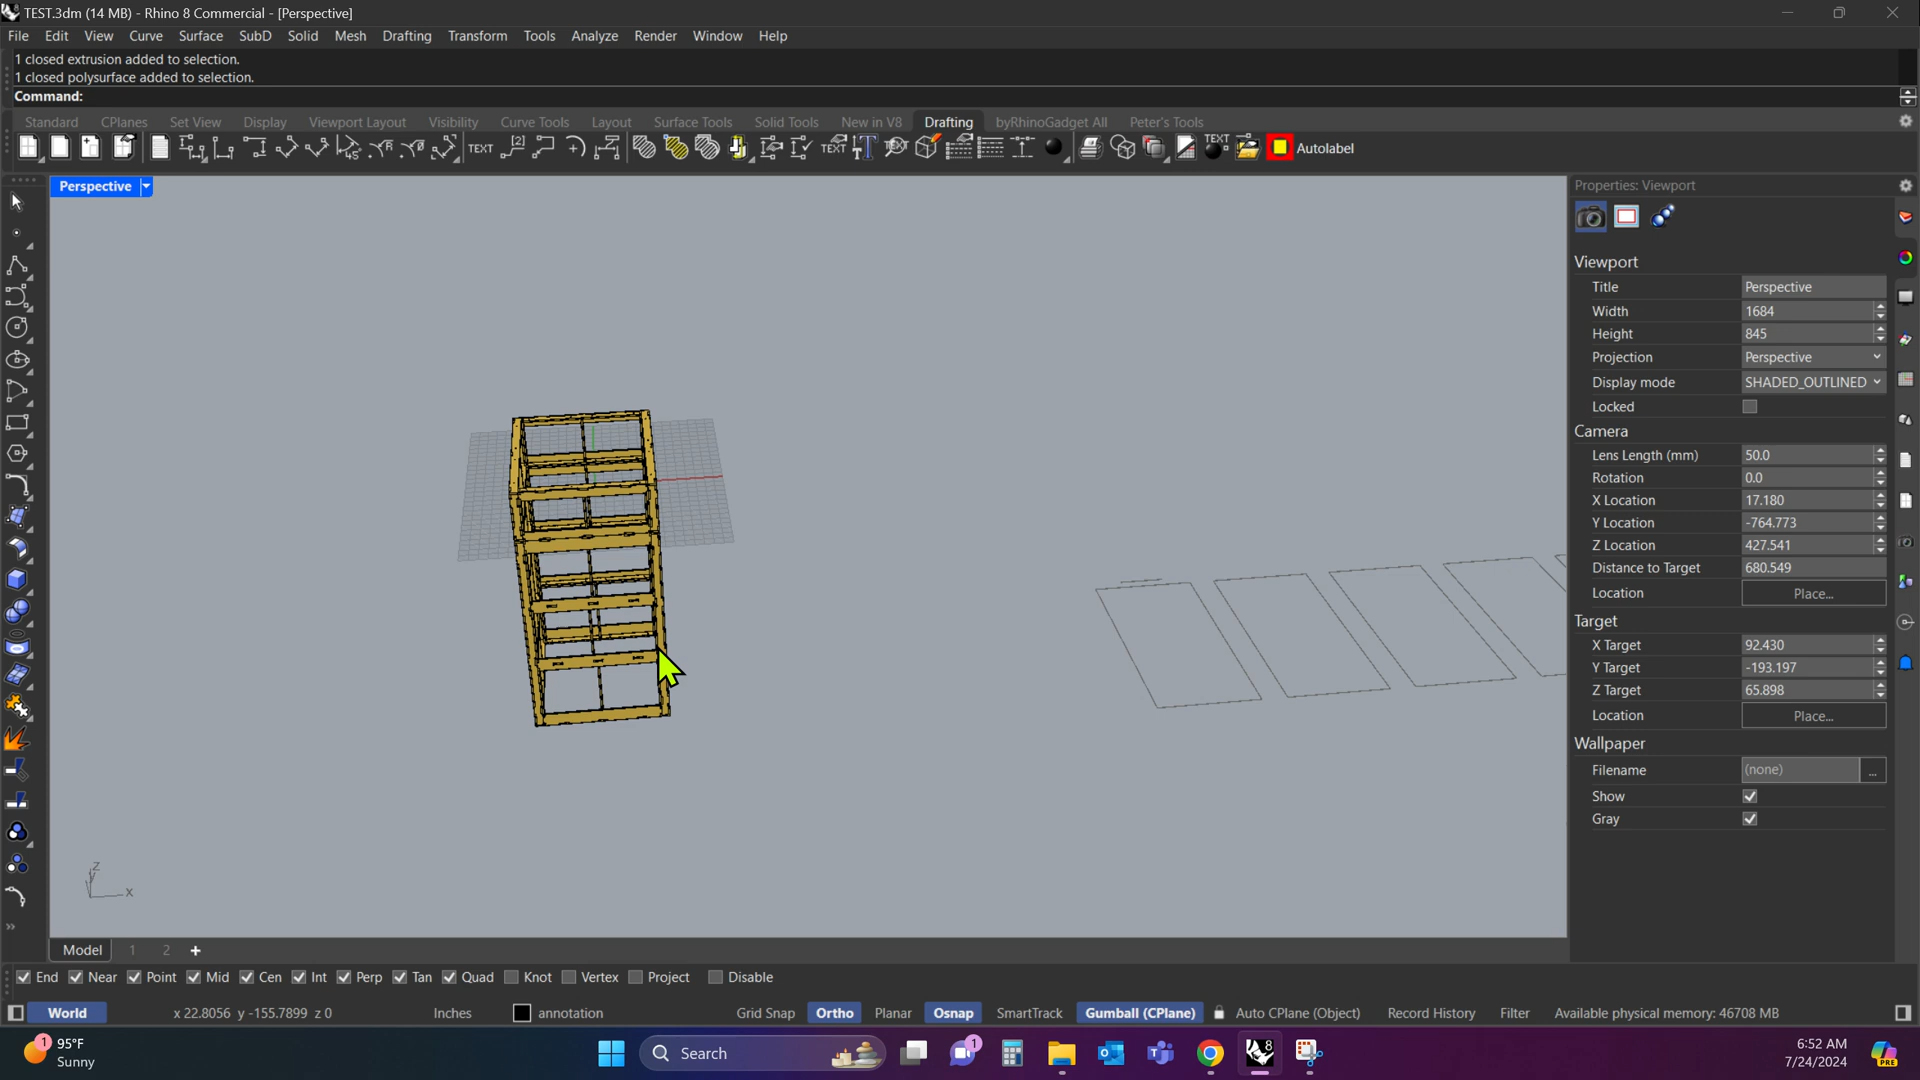 TEST.3dm (14 MB) - Rhino 8 Commercial - [Perspective]
File Edit View Curve Surface SubD Solid Mesh Drafting Transform Tools Analyze Render Window Help
1 closed extrusion added to selection.
1 closed polysurface added to selection.
Command:
Standard CPlanes Set View Display Viewport Layout Visibility Curve Tools Layout Surface Tools Solid Tools New in V8 Drafting byRhinoGadget All Peter's Tools
TEXT TEXT TEXT TEXT Autolabel
Perspective
Properties: Viewport
Viewport
Title Perspective
Width 1684
Height 845
Projection Perspective
Display mode SHADED_OUTLINED
Locked
Camera
Lens Length (mm) 50.0
Rotation 0.0
X Location 17.180
Y Location -764.773
Z Location 427.541
Distance to Target 680.549
Location Place...
Target
X Target 92.430
Y Target -193.197
Z Target 65.898
Location Place...
Wallpaper
Filename (none) ...
Show
Gray
z
y
x
Model 1 2 +
End Near Point Mid Cen Int Perp Tan Quad Knot Vertex Project Disable
World x 22.8056 y -155.7899 z 0 Inches annotation Grid Snap Ortho Planar Osnap SmartTrack Gumball (CPlane) Auto CPlane (Object) Record History Filter Available physical memory: 46708 MB
1 95°F
Sunny
Search
1
8
6:52 AM
7/24/2024
PRE